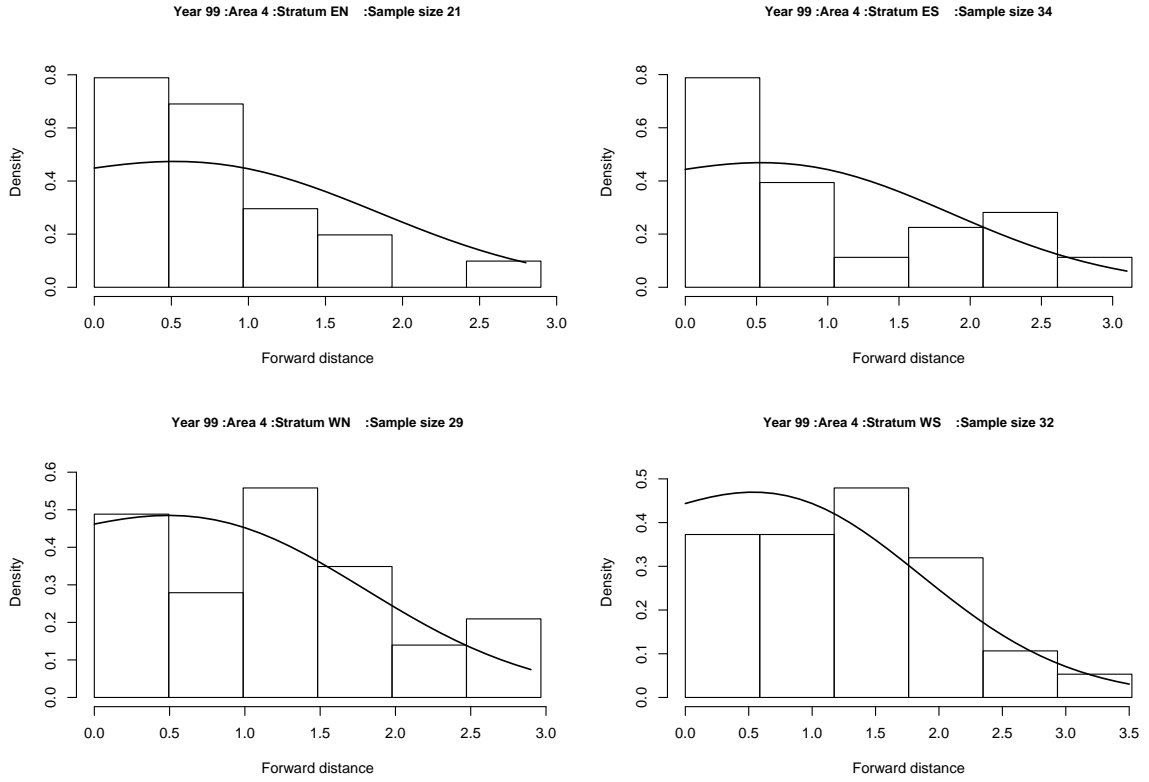 Year 99 :Area 4 :Stratum EN :Sample size 21
Density
0.8
0.6
0.4
0.2
0.0
0.0 0.5 1.0 1.5 2.0 2.5 3.0
Forward distance
Year 99 :Area 4 :Stratum ES :Sample size 34
Density
0.8
0.6
0.4
0.2
0.0
0.0 0.5 1.0 1.5 2.0 2.5 3.0
Forward distance
Year 99 :Area 4 :Stratum WN :Sample size 29
Density
0.6
0.5
0.4
0.3
0.2
0.1
0.0
0.0 0.5 1.0 1.5 2.0 2.5 3.0
Forward distance
Year 99 :Area 4 :Stratum WS :Sample size 32
Density
0.5
0.4
0.3
0.2
0.1
0.0
0.0 0.5 1.0 1.5 2.0 2.5 3.0 3.5
Forward distance